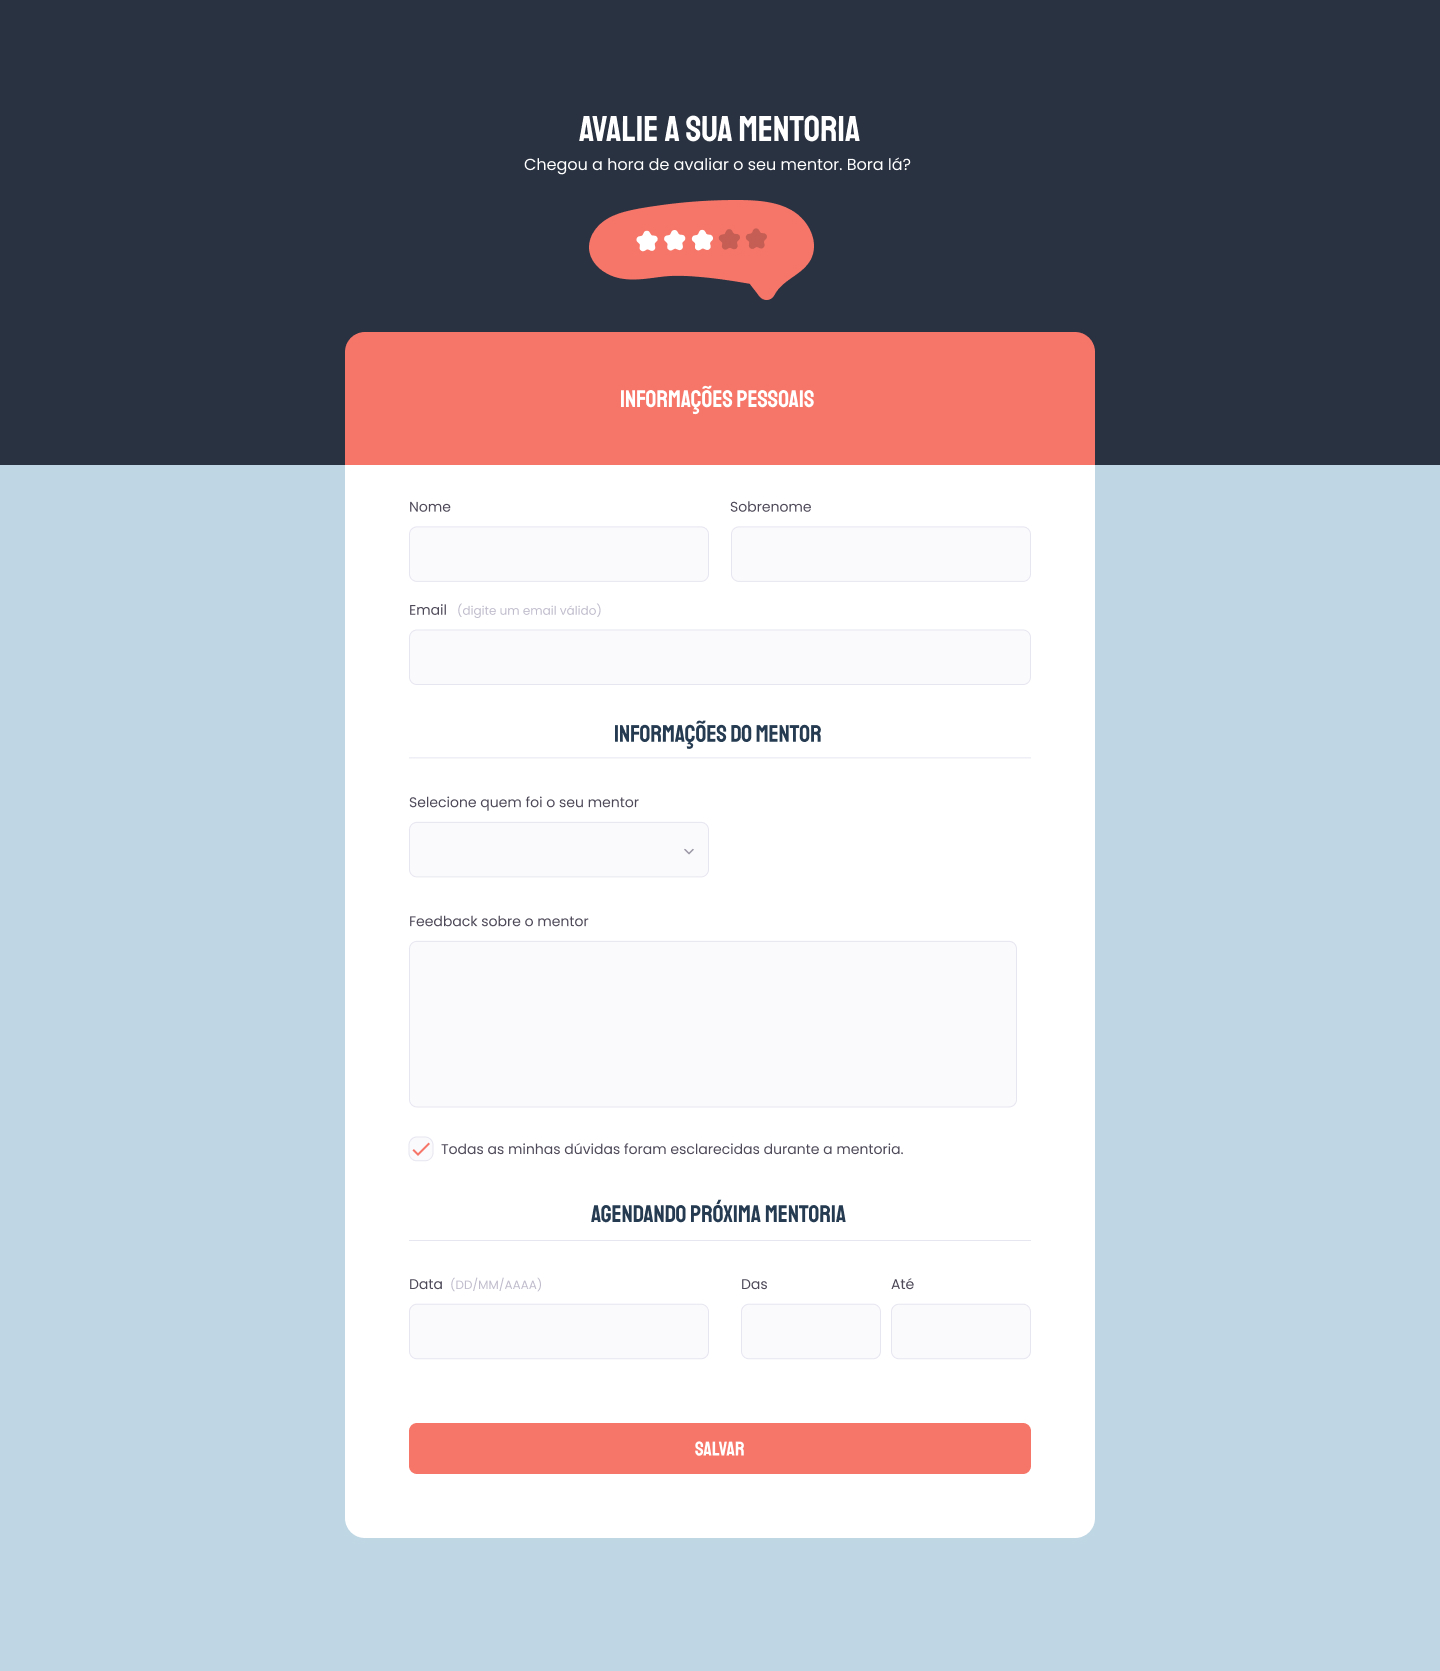 AVALIE A SUA MENTORIA
Chegou a hora de avaliar o seu mentor. Bora lá?
INFORMAÇÕES PESSOAIS
Nome Sobrenome
Email (digite um email válido)
INFORMAÇÕES DO MENTOR
Selecione quem foi o seu mentor
Feedback sobre o mentor
Todas as minhas dúvidas foram esclarecidas durante a mentoria.
AGENDANDO PRÓXIMA MENTORIA
Data (DD/MM/AAAA) Das Até
SALVAR